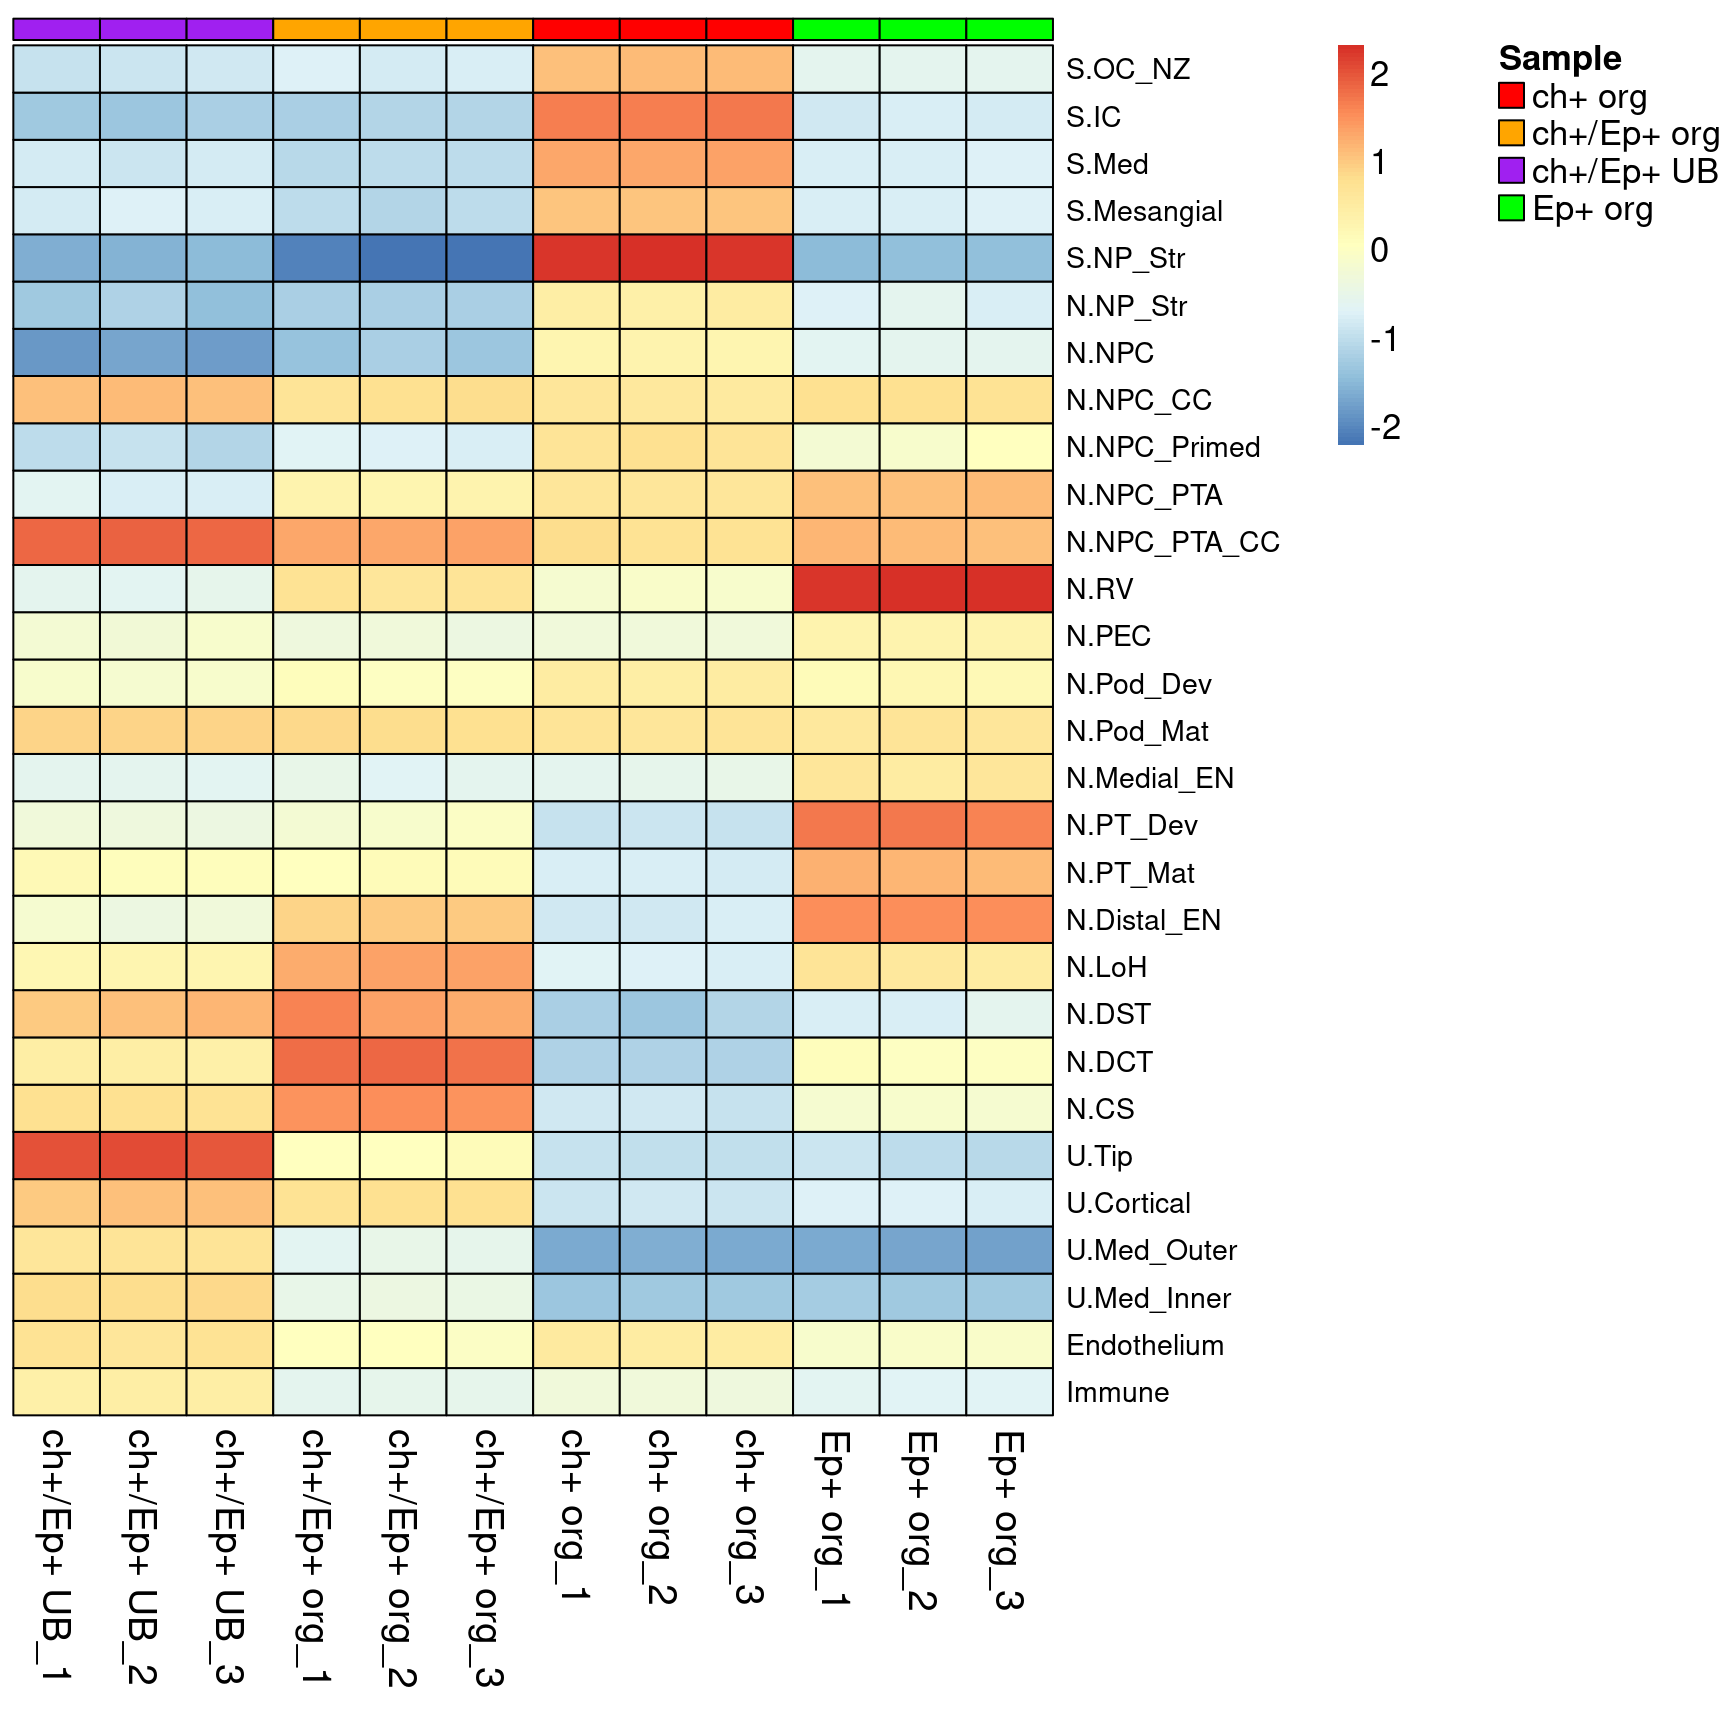 S.OC_NZ
S.IC
S.Med
S.Mesangial
S.NP_Str
N.NP_Str
N.NPC
N.NPC_CC
N.NPC_Primed
N.NPC_PTA
N.NPC_PTA_CC
N.RV
N.PEC
N.Pod_Dev
N.Pod_Mat
N.Medial_EN
N.PT_Dev
N.PT_Mat
N.Distal_EN
N.LoH
N.DST
N.DCT
N.CS
U.Tip
U.Cortical
U.Med_Outer
U.Med_Inner
Endothelium
Immune
ch+/Ep+ UB_1
ch+/Ep+ UB_2
ch+/Ep+ UB_3
ch+/Ep+ org_1
ch+/Ep+ org_2
ch+/Ep+ org_3
ch+ org_1
ch+ org_2
ch+ org_3
Ep+ org_1
Ep+ org_2
Ep+ org_3
2
1
0
-1
-2
Sample
ch+ org
ch+/Ep+ org
ch+/Ep+ UB
Ep+ org